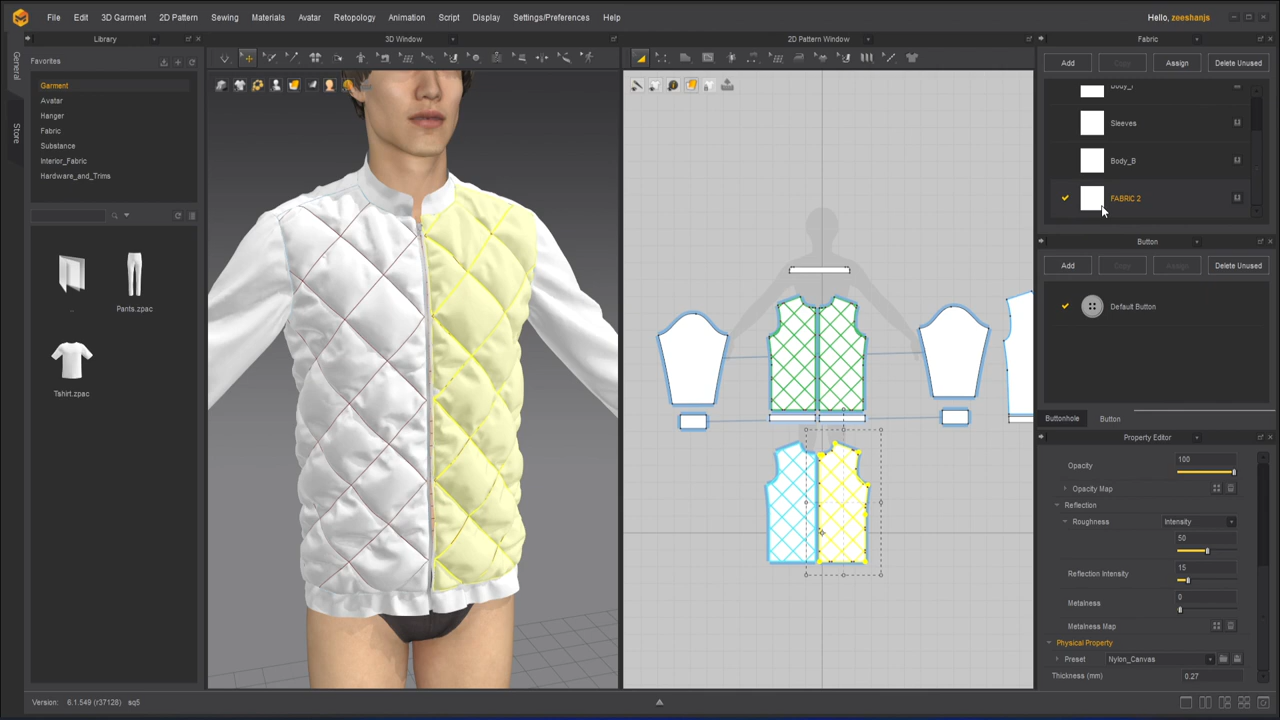 File Edit 3D Garment 2D Pattern Sewing Materials Avatar Retopology Animation Script Display Settings/Preferences Help
Hello, zeeshanjs
Library
3D Window
2D Pattern Window
Fabric
General
Store
Favorites
Garment
Avatar
Hanger
Fabric
Substance
Interior_Fabric
Hardware_and_Trims
..
Pants.zpac
Tshirt.zpac
Add Copy Assign Delete Unused
Sleeves
Body_B
FABRIC 2
Button
Add Copy Assign Delete Unused
Default Button
Buttonhole Button
Property Editor
Opacity 100
Opacity Map
Reflection
Roughness Intensity
50
Reflection Intensity 15
Metalness 0
Metalness Map
Physical Property
Preset Nylon_Canvas
Thickness (mm) 0.27
Version: 6.1.549 (r37128) sq5